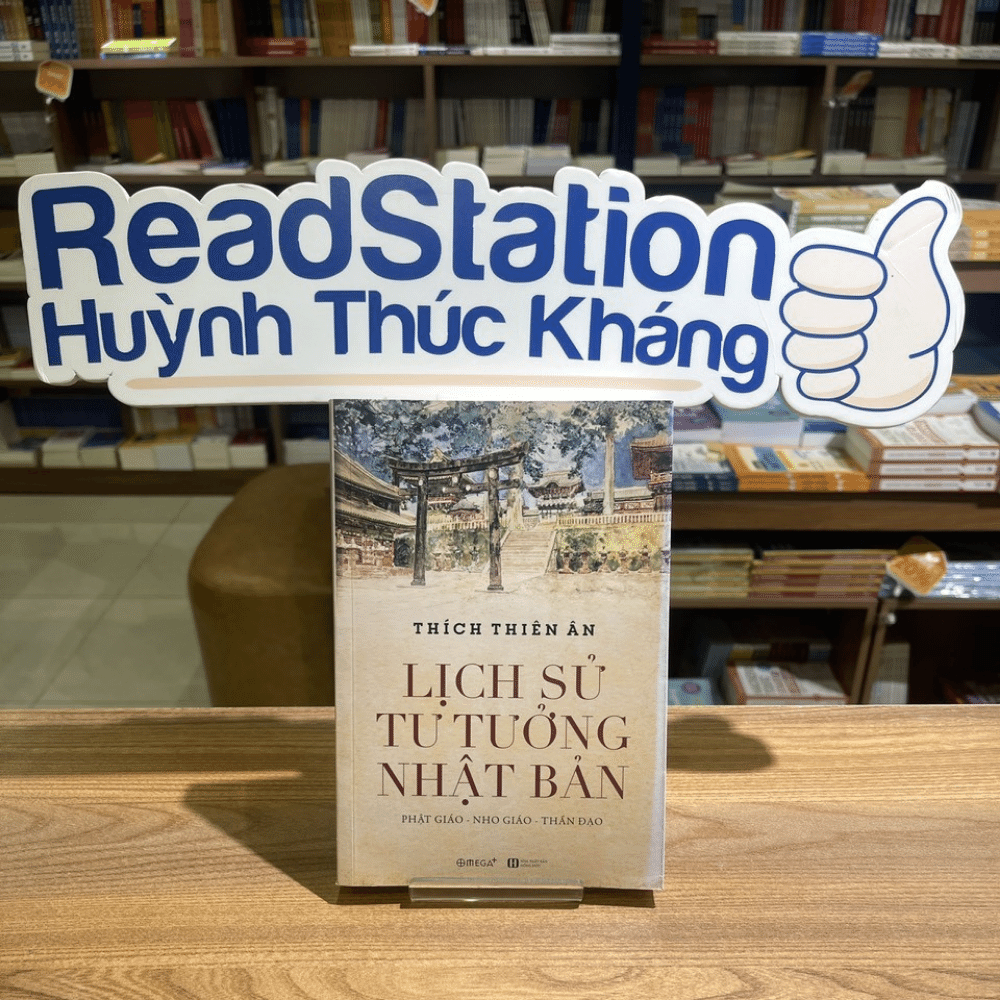 ReadStation
Huỳnh Thúc Kháng
THÍCH THIÊN ÂN
LỊCH SỬ
TƯ TƯỞNG
NHẬT BẢN
PHẬT GIÁO - NHO GIÁO - THẦN ĐẠO
OMEGA+